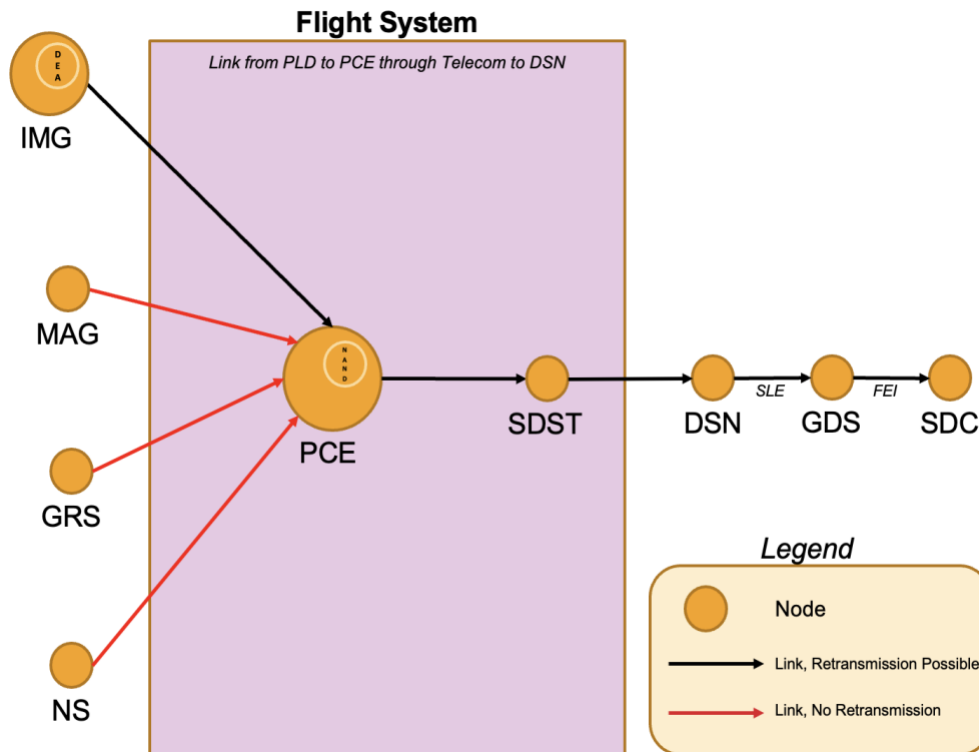 Flight System
Link from PLD to PCE through Telecom to DSN
D
E
A
IMG
MAG
GRS
NS
N
A
N
D
PCE
SDST
DSN
SLE
GDS
FEI
SDC
Legend
Node
Link, Retransmission Possible
Link, No Retransmission